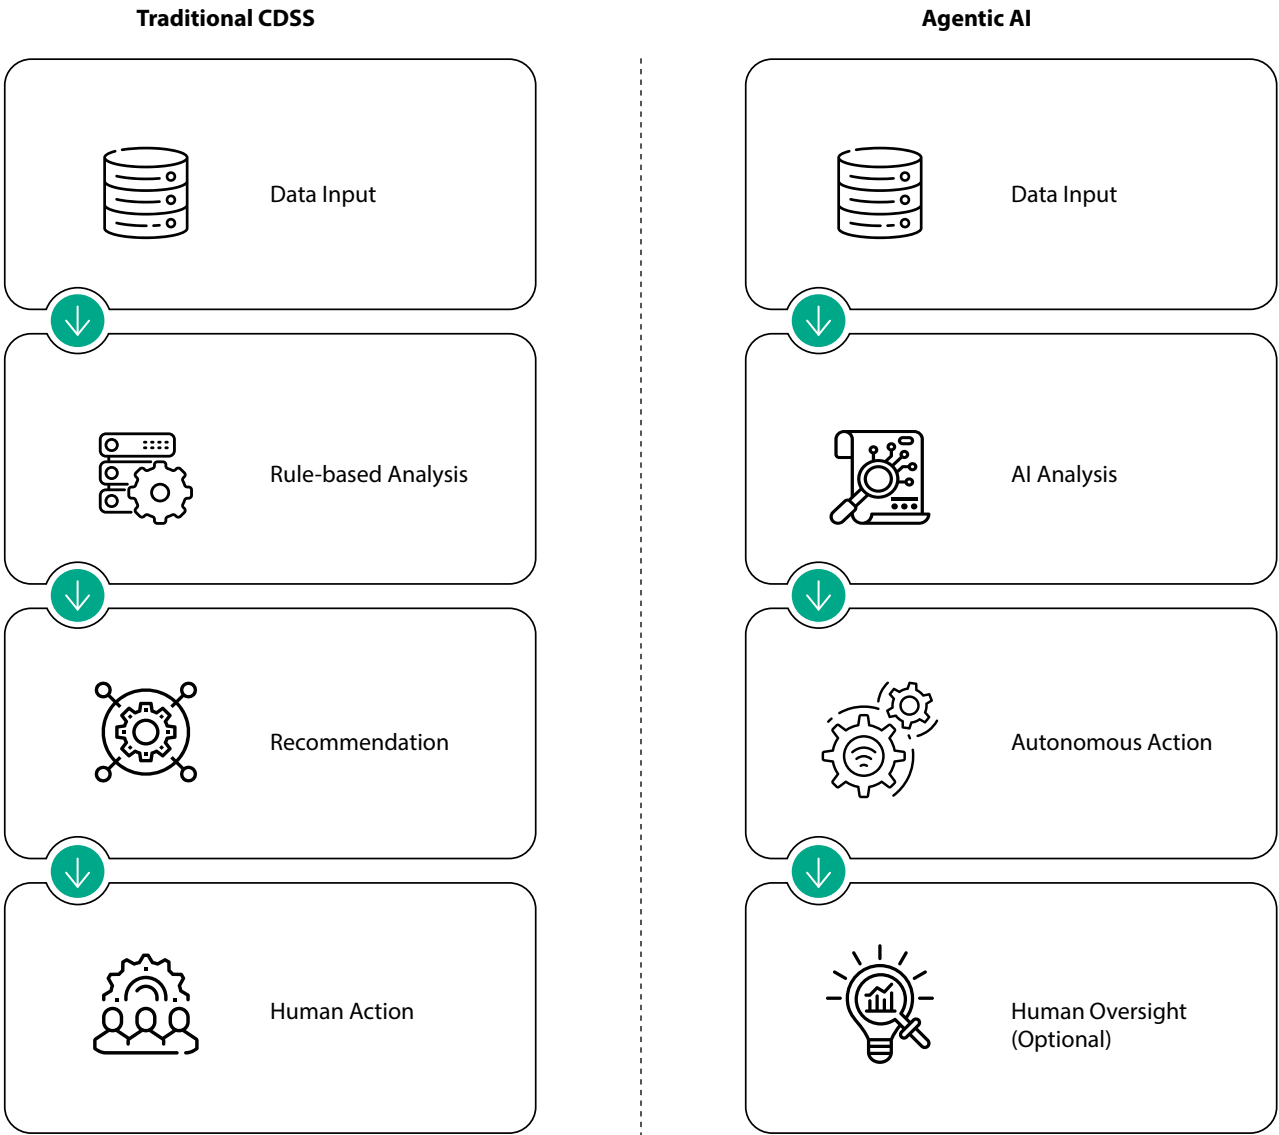 Traditional CDSS
Data Input
Rule-based Analysis
Recommendation
Human Action
Agentic AI
Data Input
AI Analysis
Autonomous Action
Human Oversight
(Optional)